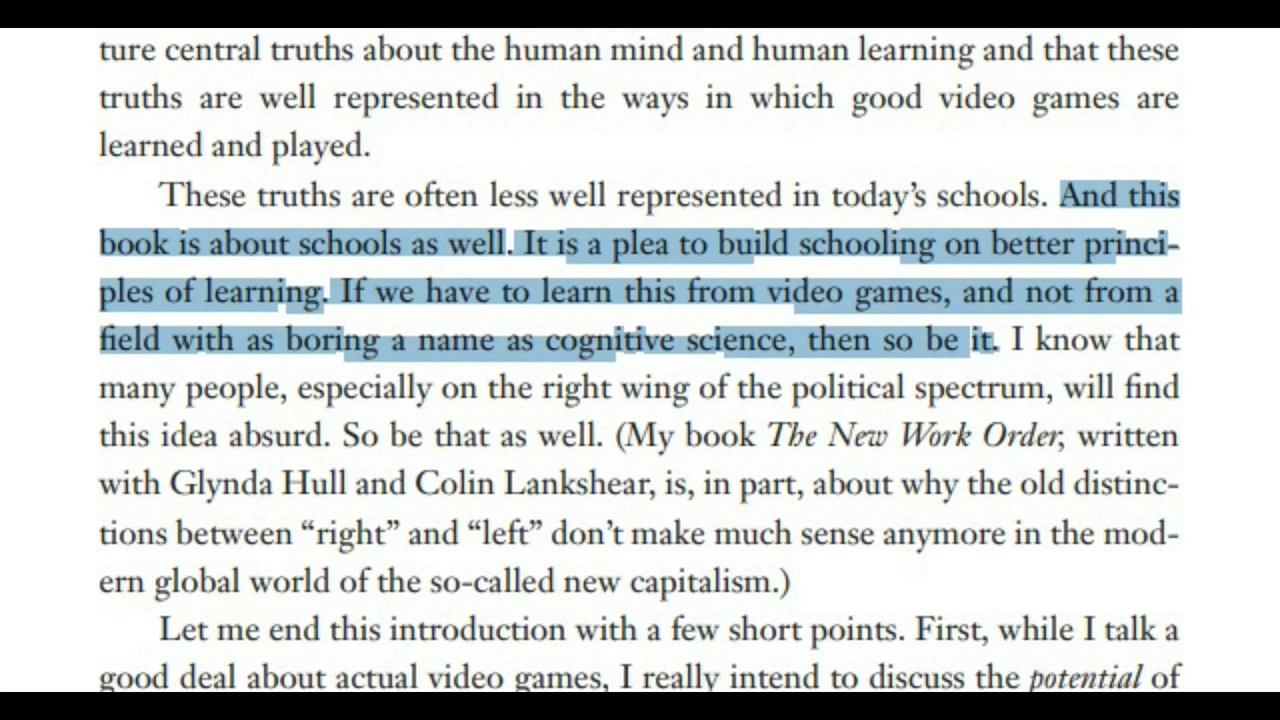 ture central truths about the human mind and human learning and that these
truths are well represented in the ways in which good video games are
learned and played.
These truths are often less well represented in today’s schools. And this
book is about schools as well. It is a plea to build schooling on better princi-
ples of learning. If we have to learn this from video games, and not from a
field with as boring a name as cognitive science, then so be it. I know that
many people, especially on the right wing of the political spectrum, will find
this idea absurd. So be that as well. (My book The New Work Order, written
with Glynda Hull and Colin Lankshear, is, in part, about why the old distinc-
tions between “right” and “left” don’t make much sense anymore in the mod-
ern global world of the so-called new capitalism.)
Let me end this introduction with a few short points. First, while I talk a
good deal about actual video games, I really intend to discuss the potential of